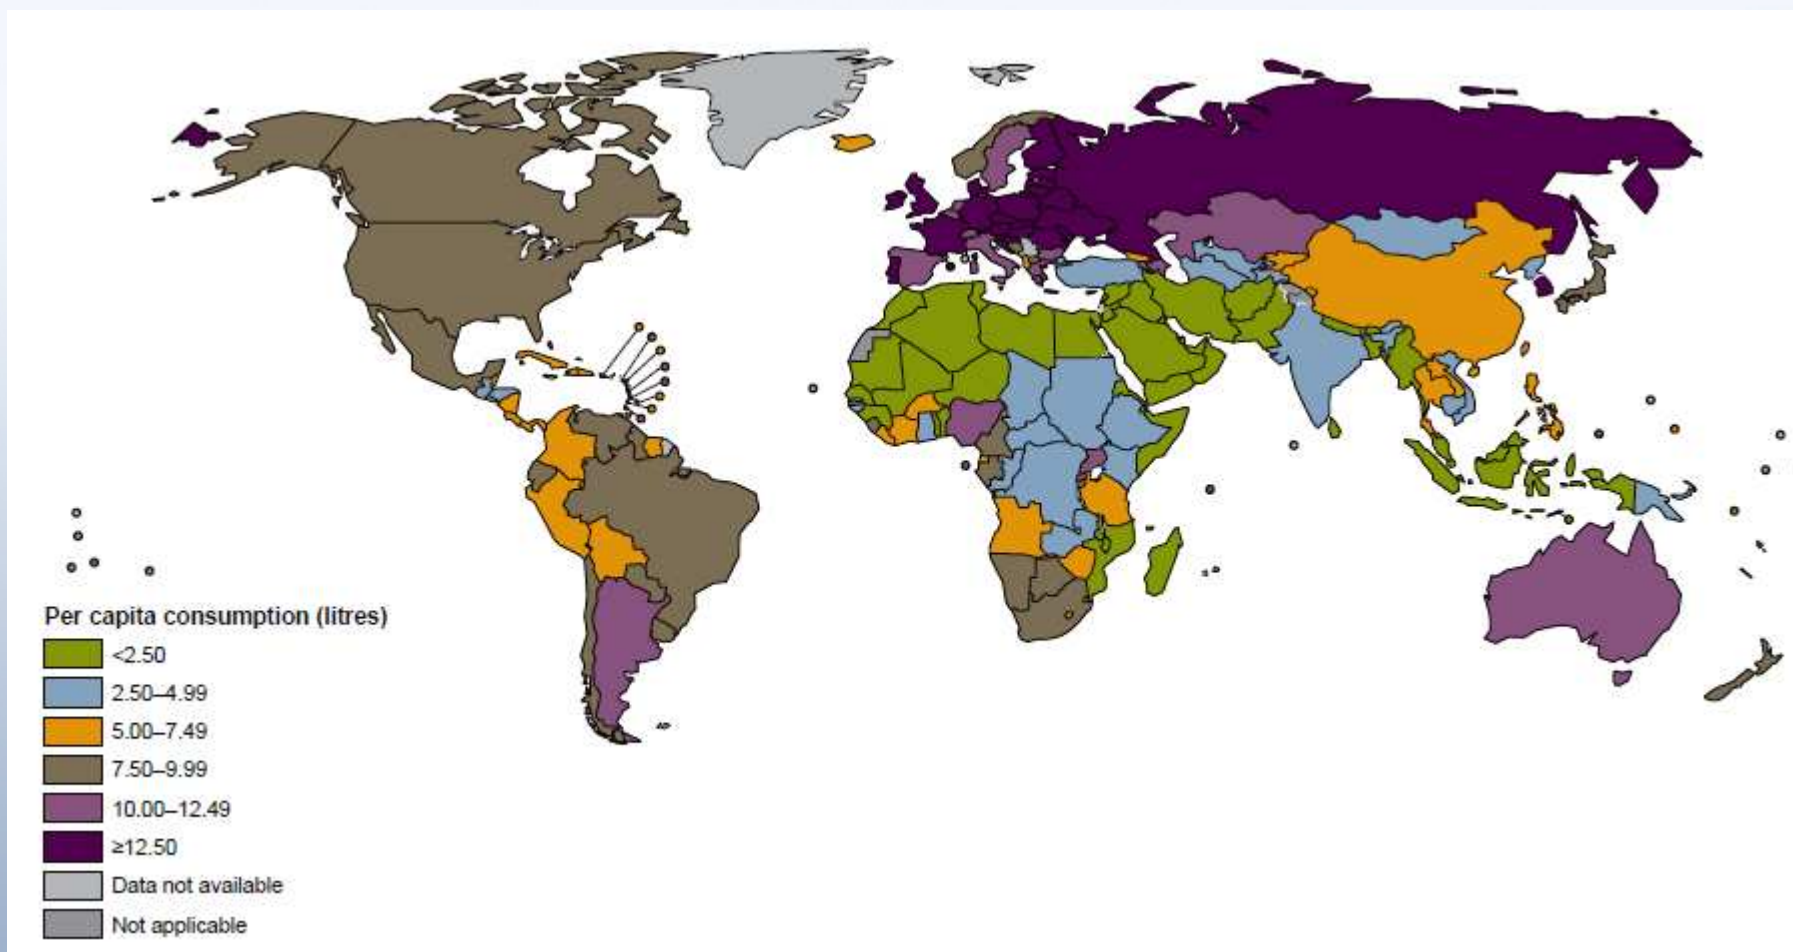 Per capita consumption (litres)
<2.50
2.50–4.99
5.00–7.49
7.50–9.99
10.00–12.49
≥12.50
Data not available
Not applicable